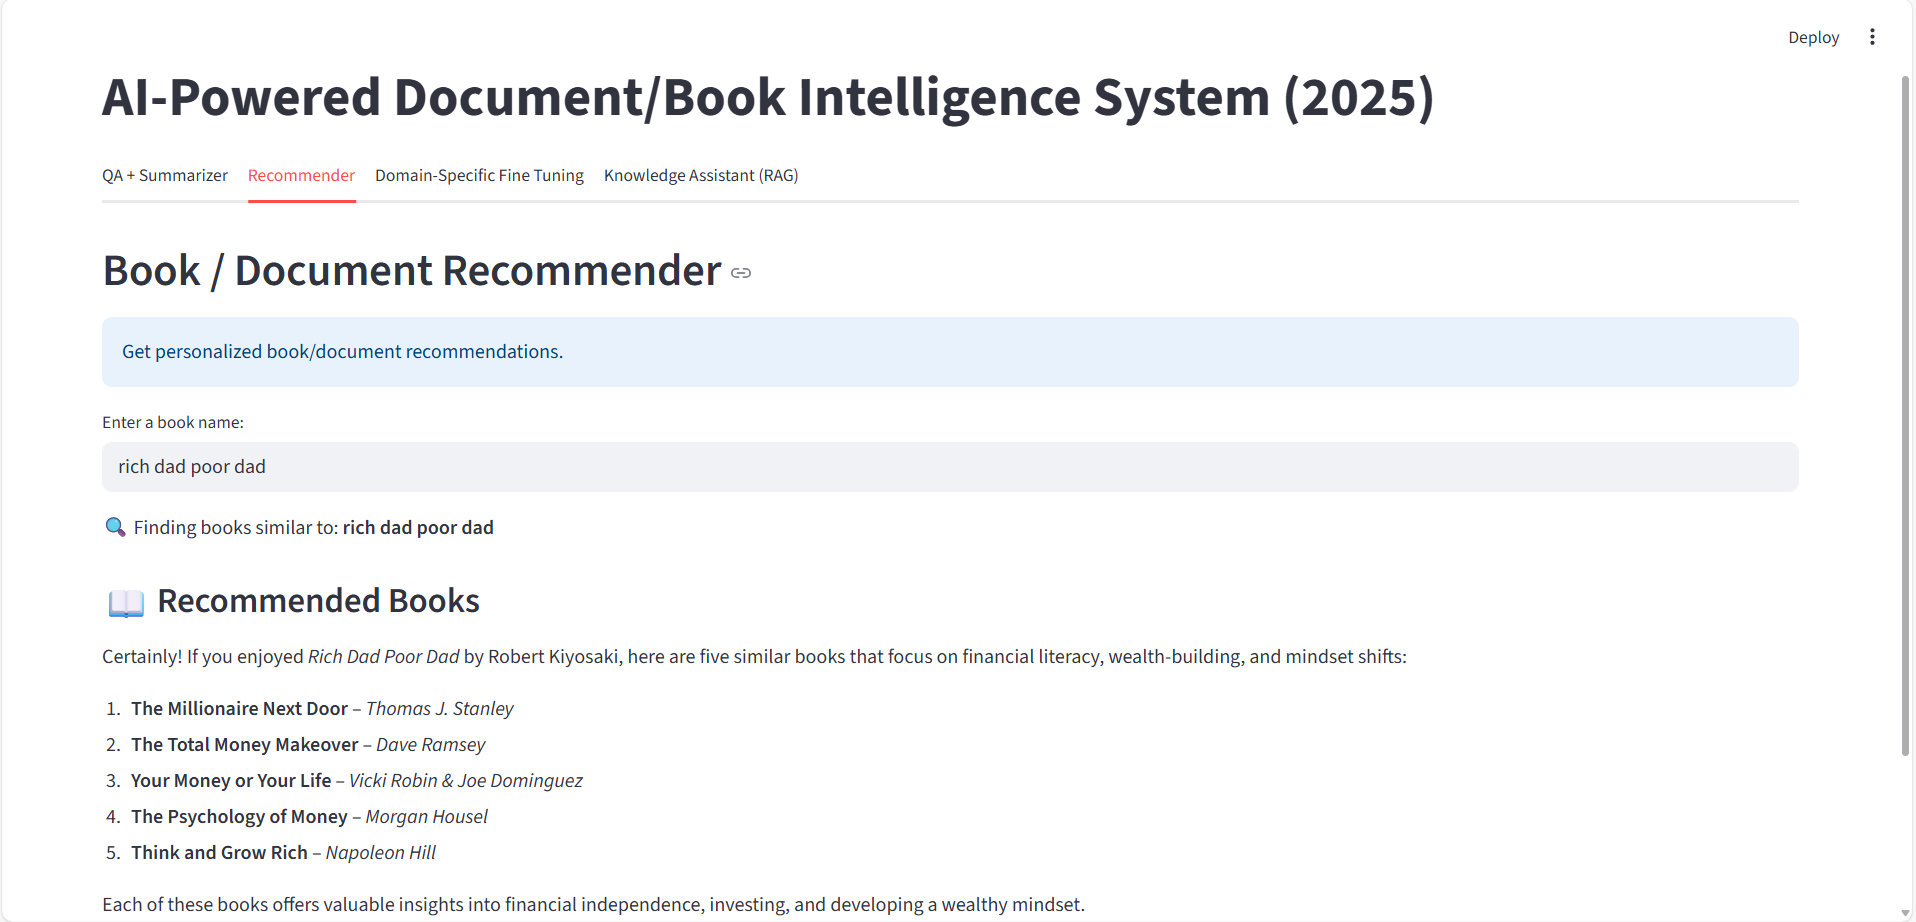 Deploy
AI-Powered Document/Book Intelligence System (2025)
QA + Summarizer Recommender Domain-Specific Fine Tuning Knowledge Assistant (RAG)
Book / Document Recommender
Get personalized book/document recommendations.
Enter a book name:
rich dad poor dad
🔍 Finding books similar to: rich dad poor dad
📖 Recommended Books
Certainly! If you enjoyed Rich Dad Poor Dad by Robert Kiyosaki, here are five similar books that focus on financial literacy, wealth-building, and mindset shifts:
1. The Millionaire Next Door – Thomas J. Stanley
2. The Total Money Makeover – Dave Ramsey
3. Your Money or Your Life – Vicki Robin & Joe Dominguez
4. The Psychology of Money – Morgan Housel
5. Think and Grow Rich – Napoleon Hill
Each of these books offers valuable insights into financial independence, investing, and developing a wealthy mindset.